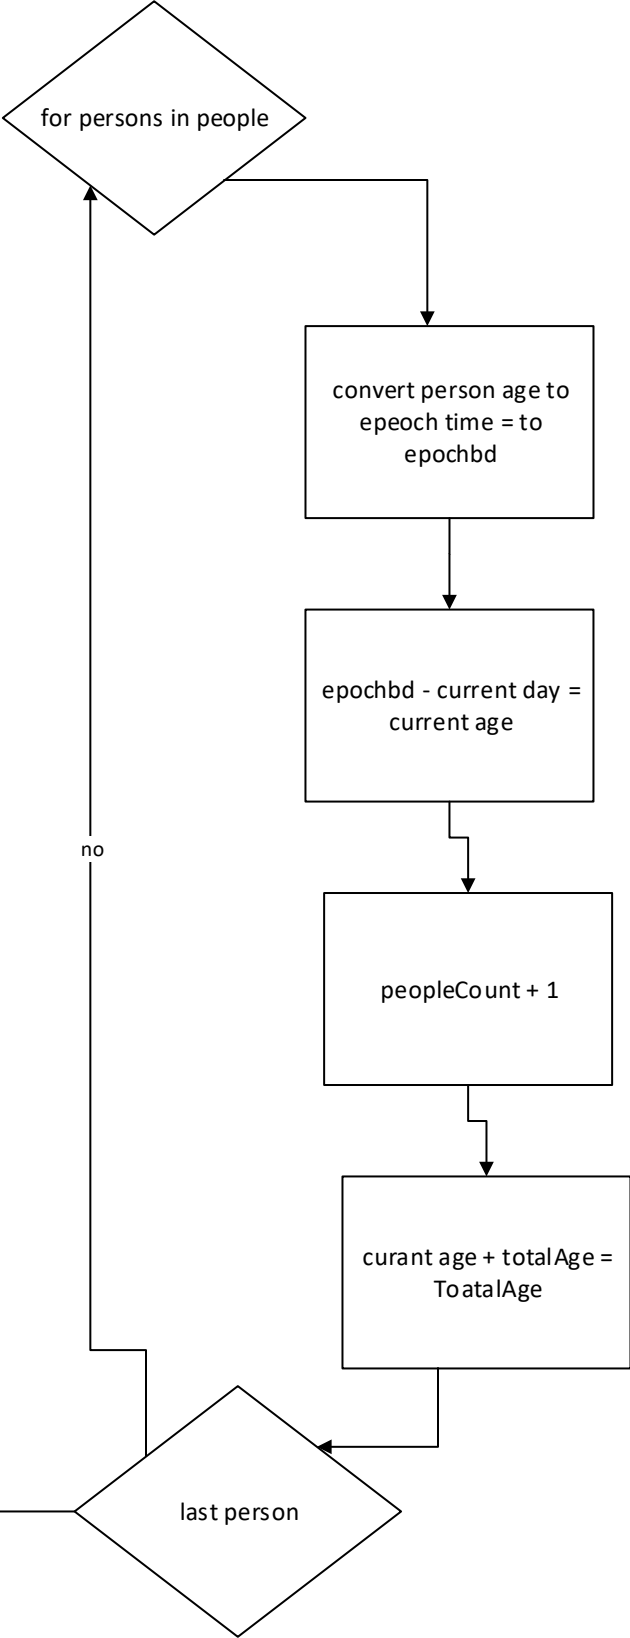 for persons in people
convert person age to
epeoch time = to
epochbd
epochbd - current day =
current age
no
peopleCount + 1
curant age + totalAge =
ToatalAge
last person